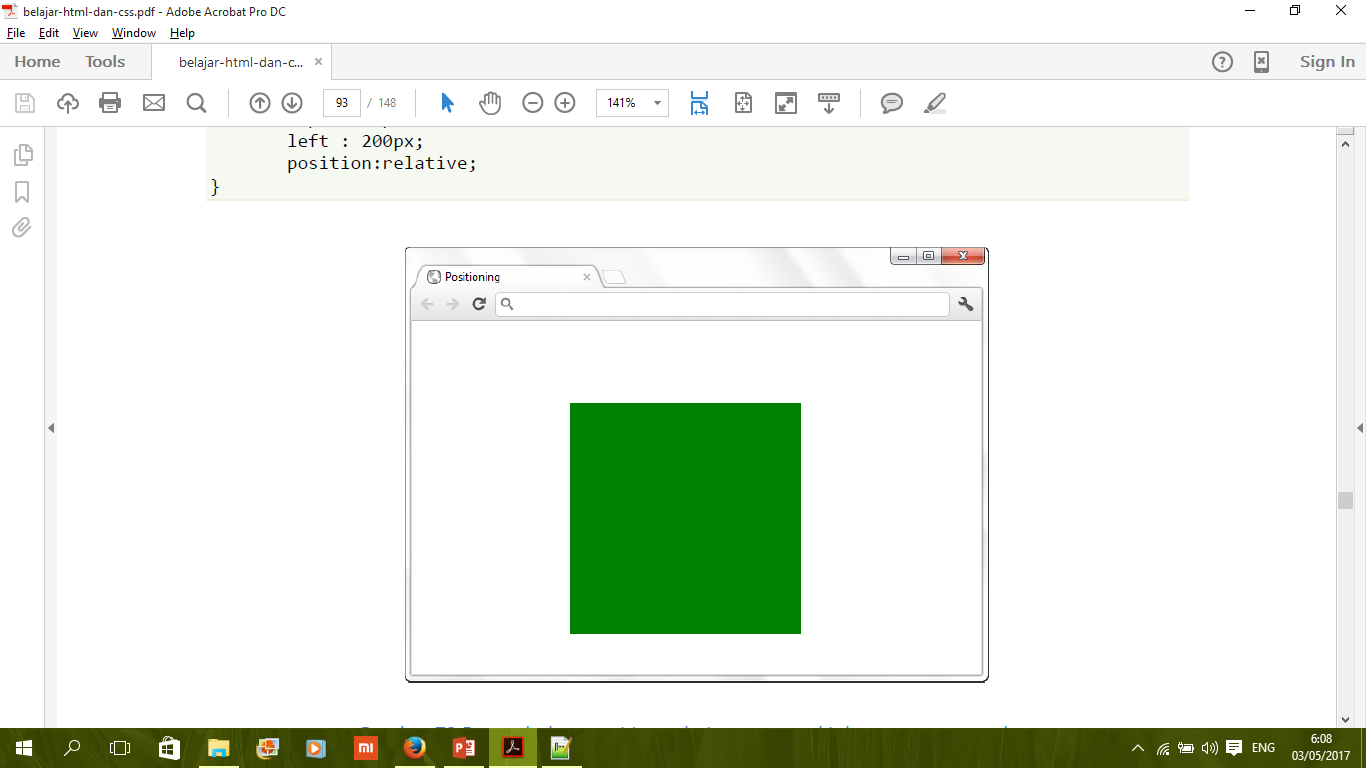 belajar-html-dan-css.pdf - Adobe Acrobat Pro DC
File Edit View Window Help
Home Tools belajar-html-dan-c... × Sign In
93 / 148 141%
left : 200px;
position:relative;
}
Positioning
ENG 6:08
03/05/2017